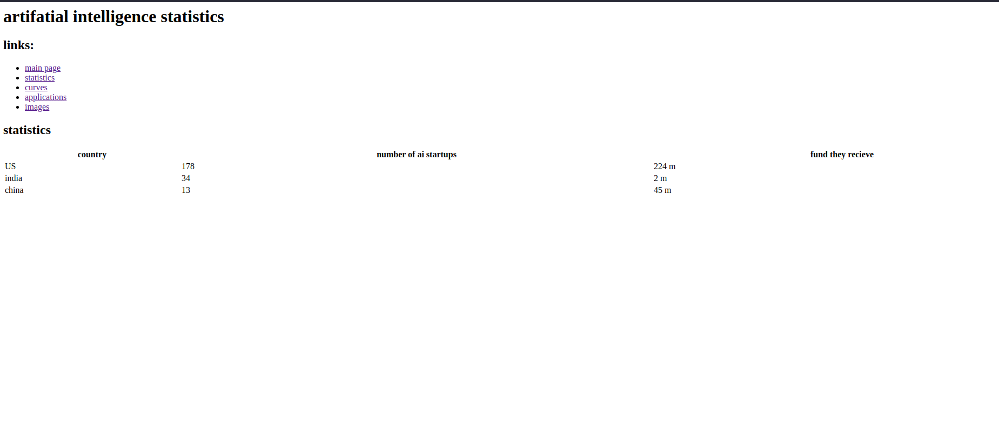 artifatial intelligence statistics
links:
main page
statistics
curves
applications
images
statistics
country number of ai startups fund they recieve
US 178 224 m
india 34 2 m
china 13 45 m